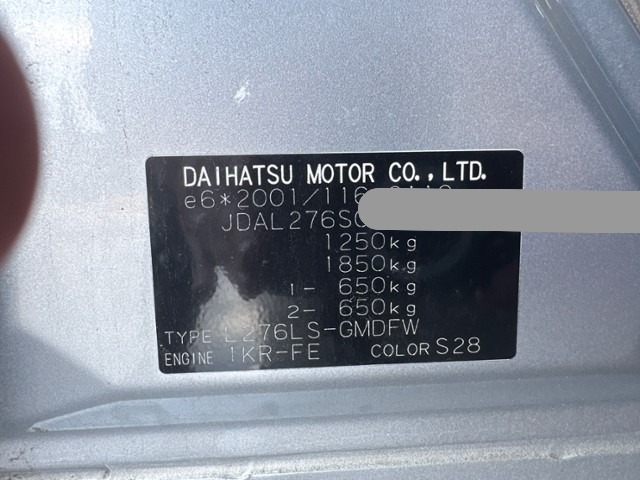 DAIHATSU MOTOR CO., LTD.
e6*2001/116
JDAL276S
1250kg
1850kg
1- 650kg
2- 650kg
TYPE L276LS-GMDFW
ENGINE 1KR-FE COLOR S28